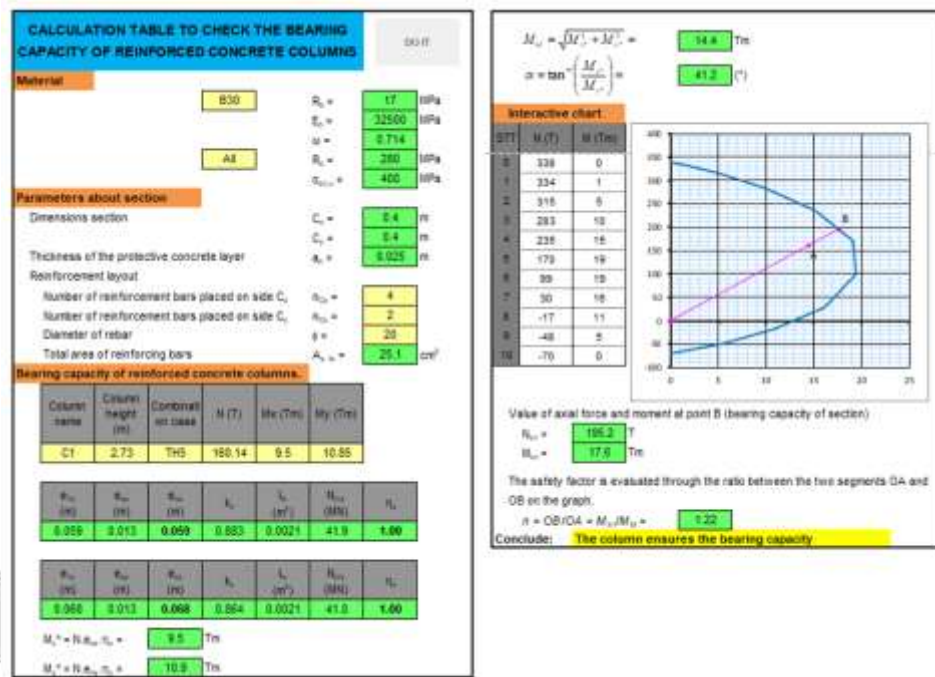 CALCULATION TABLE TO CHECK THE BEARING
CAPACITY OF REINFORCED CONCRETE COLUMNS
DO IT
Material
B30
17 MPa
32500 MPa
ω = 0.714
AII
280 MPa
400 MPa
Parameters about section
Dimensions section
0.4 m
0.4 m
Thickness of the protective concrete layer
0.025 m
Reinforcement layout
Number of reinforcement bars placed on side Cx
4
Number of reinforcement bars placed on side Cy
2
Diameter of rebar
20
Total area of reinforcing bars
25.1 cm²
Bearing capacity of reinforced concrete columns.
Column name Column height (m) Combination case N (T) Mx (Tm) My (Tm)
C1 2.73 TH5 160.14 9.5 10.85
0.059 0.013 0.059 0.883 0.0021 41.9 1.00
0.068 0.013 0.068 0.864 0.0021 41.0 1.00
9.5 Tm
10.9 Tm
14.4 Tm
41.2 (°)
Interactive chart
STT N (T) M (Tm)
0 338 0
1 334 1
2 315 5
3 283 10
4 235 15
5 170 19
6 99 19
7 30 16
8 -17 11
9 -48 5
10 -70 0
400
350
300
250
200
150
100
50
0
-50
-100
0 5 10 15 20 25
B
A
Value of axial force and moment at point B (bearing capacity of section)
195.2 T
17.6 Tm
The safety factor is evaluated through the ratio between the two segments OA and
OB on the graph.
1.22
Conclude: The column ensures the bearing capacity